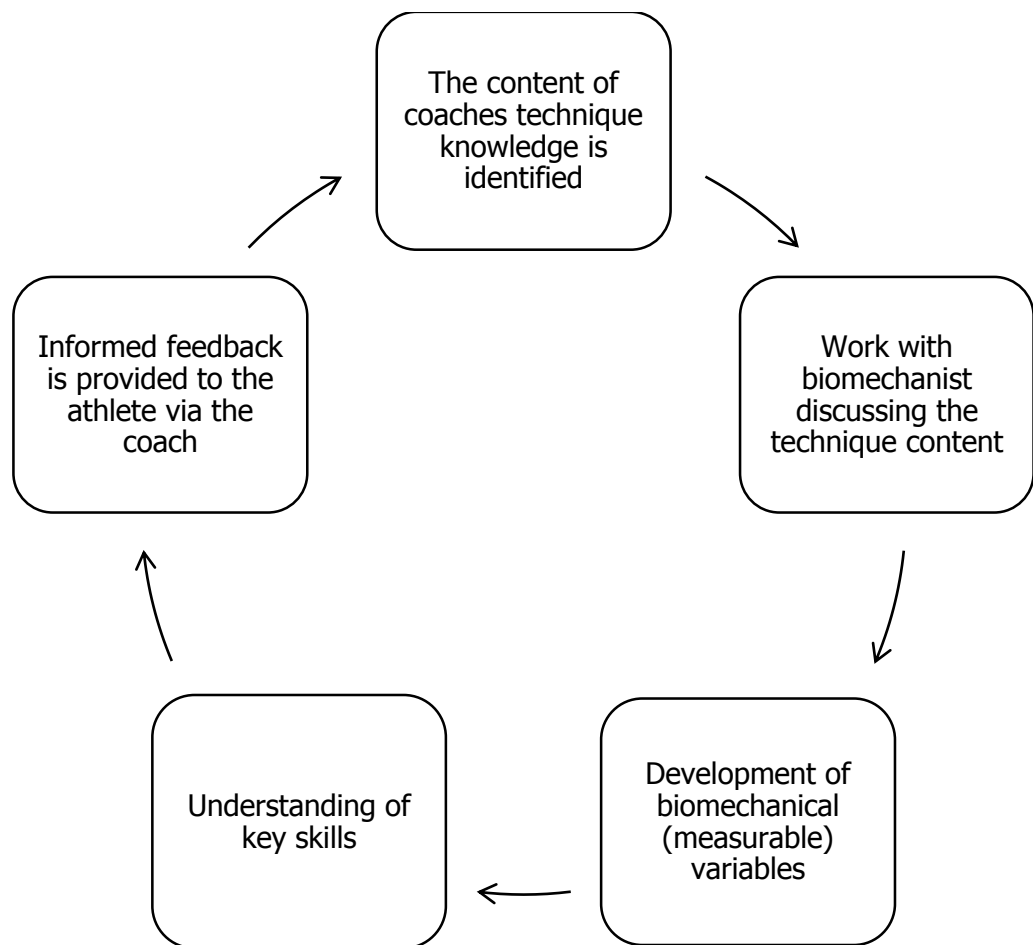 The content of
coaches technique
knowledge is
identified
Work with
biomechanist
discussing the
technique content
Development of
biomechanical
(measurable)
variables
Understanding of
key skills
Informed feedback
is provided to the
athlete via the
coach